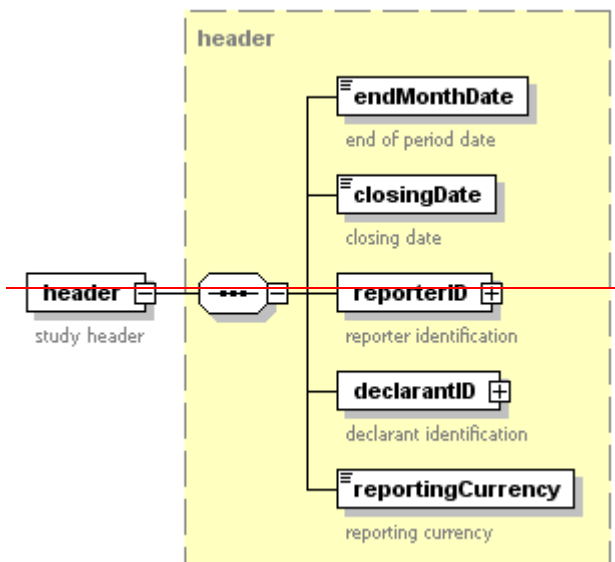 header
endMonthDate
end of period date
closingDate
closing date
header
study header
reporterID
reporter identification
declarantID
declarant identification
reportingCurrency
reporting currency